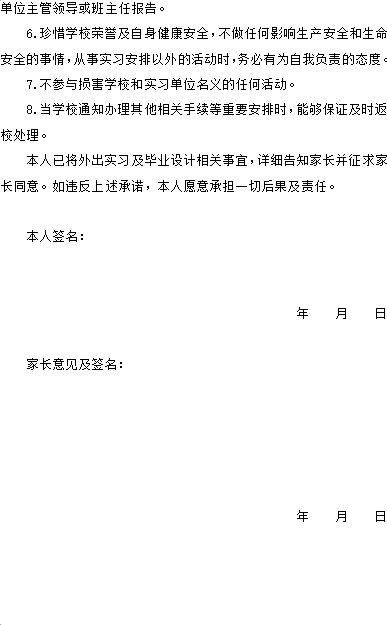 单位主管领导或班主任报告。
6.珍惜学校荣誉及自身健康安全，不做任何影响生产安全和生命
安全的事情，从事实习安排以外的活动时，务必有为自我负责的态度。
7.不参与损害学校和实习单位名义的任何活动。
8.当学校通知办理其他相关手续等重要安排时，能够保证及时返
校处理。
本人已将外出实习及毕业设计相关事宜，详细告知家长并征求家
长同意。如违反上述承诺，本人愿意承担一切后果及责任。
本人签名：
年 月 日
家长意见及签名：
年 月 日